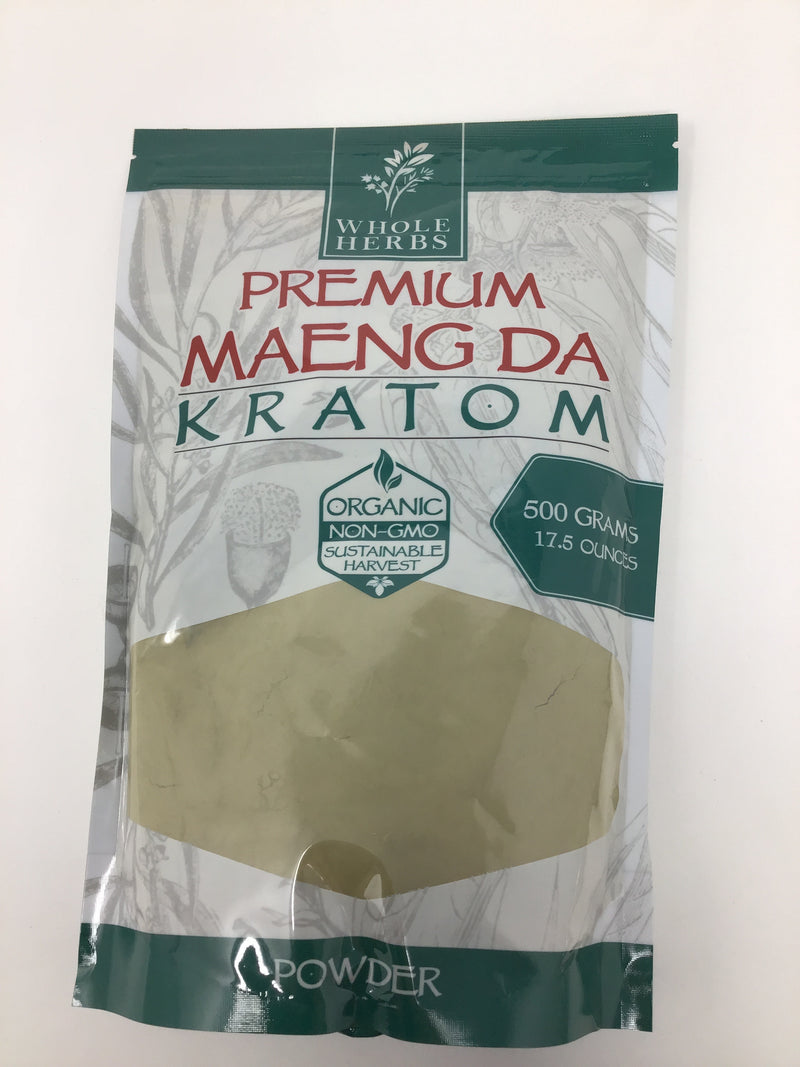 WHOLE
HERBS
PREMIUM
MAENG DA
KRATOM
ORGANIC
NON-GMO
SUSTAINABLE
HARVEST
500 GRAMS
17.5 OUNCES
POWDER